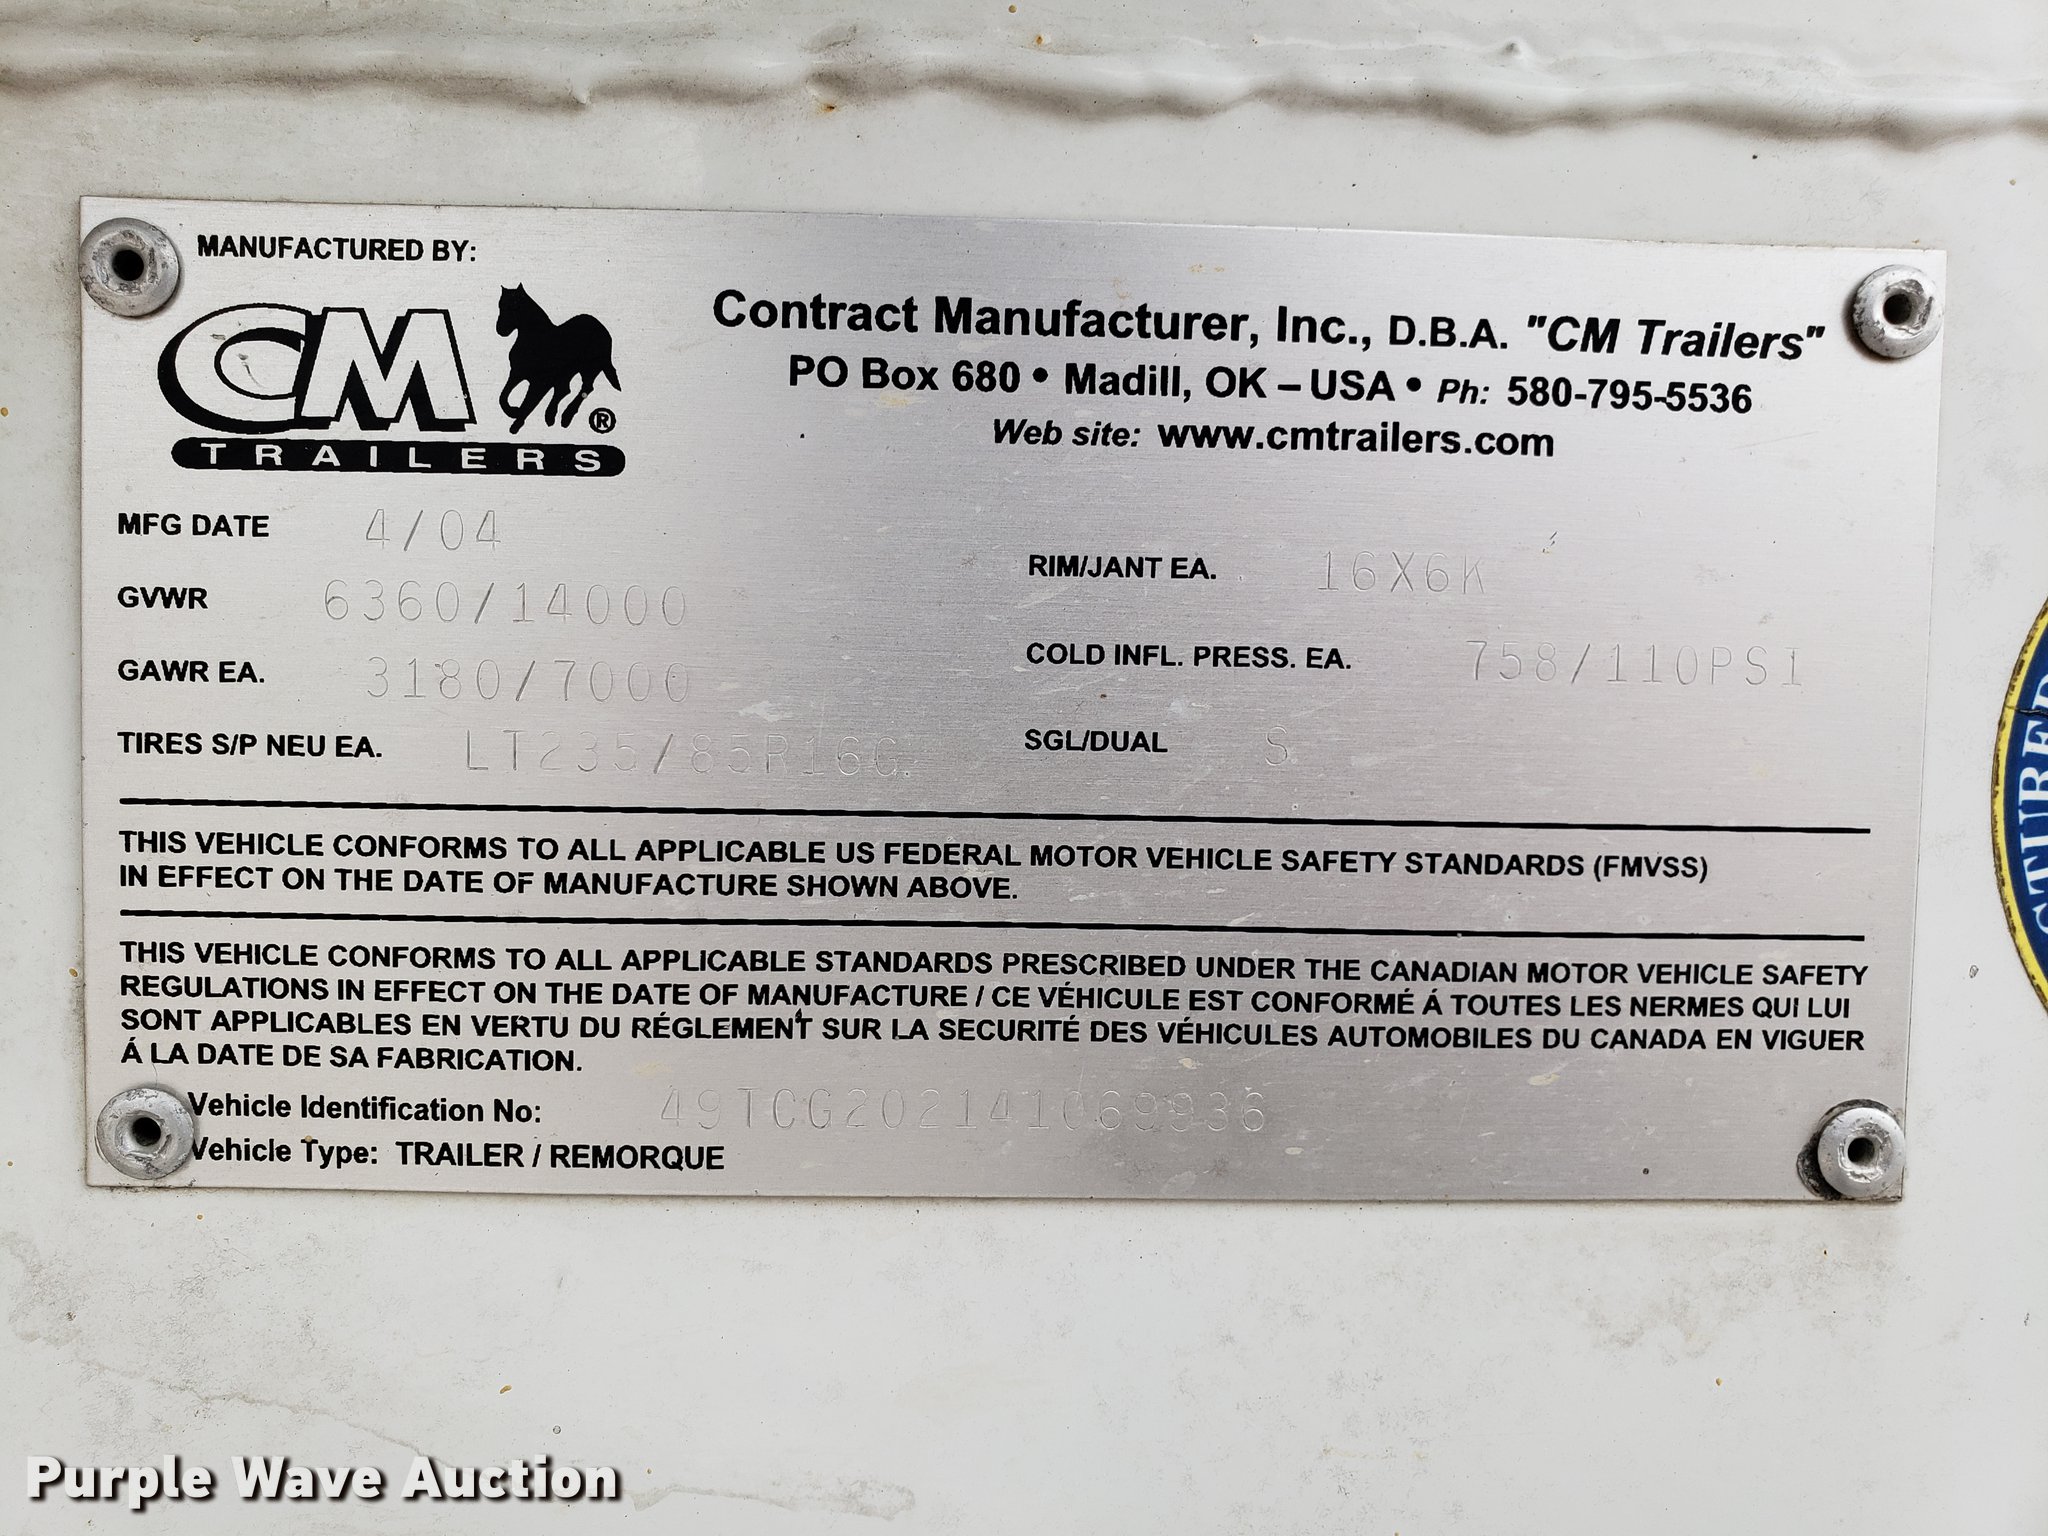 MANUFACTURED BY:
CM
TRAILERS
®
Contract Manufacturer, Inc., D.B.A. "CM Trailers"
PO Box 680 • Madill, OK – USA • Ph: 580-795-5536
Web site: www.cmtrailers.com
MFG DATE 4/04
GVWR 6360/14000
GAWR EA. 3180/7000
TIRES S/P NEU EA. LT235/85R16G
RIM/JANT EA. 16X6K
COLD INFL. PRESS. EA. 758/110PSI
SGL/DUAL S
THIS VEHICLE CONFORMS TO ALL APPLICABLE US FEDERAL MOTOR VEHICLE SAFETY STANDARDS (FMVSS)
IN EFFECT ON THE DATE OF MANUFACTURE SHOWN ABOVE.
THIS VEHICLE CONFORMS TO ALL APPLICABLE STANDARDS PRESCRIBED UNDER THE CANADIAN MOTOR VEHICLE SAFETY
REGULATIONS IN EFFECT ON THE DATE OF MANUFACTURE / CE VÉHICULE EST CONFORMÉ Á TOUTES LES NERMES QUI LUI
SONT APPLICABLES EN VERTU DU RÉGLEMENT SUR LA SECURITÉ DES VÉHICULES AUTOMOBILES DU CANADA EN VIGUER
Á LA DATE DE SA FABRICATION.
Vehicle Identification No: 49TCG202141069936
Vehicle Type: TRAILER / REMORQUE
CTURED
Purple Wave Auction